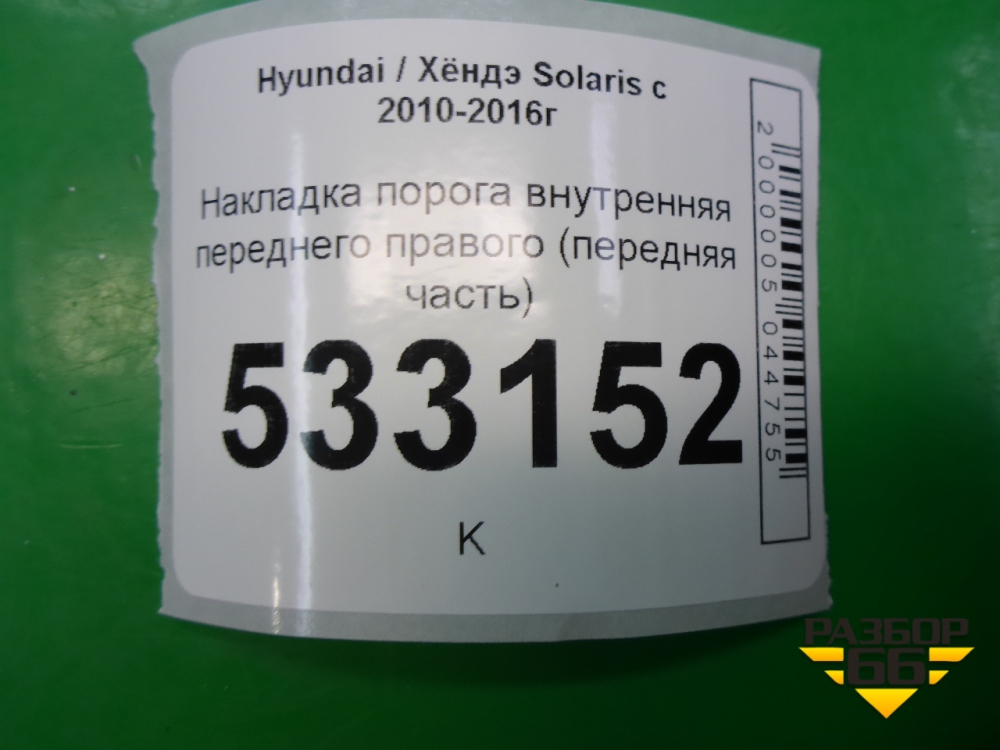 Hyundai / Хёндэ Solaris с
2010-2016г
Накладка порога внутренняя
переднего правого (передняя
часть)
533152
К
2000005044755
РАЗБОР
66